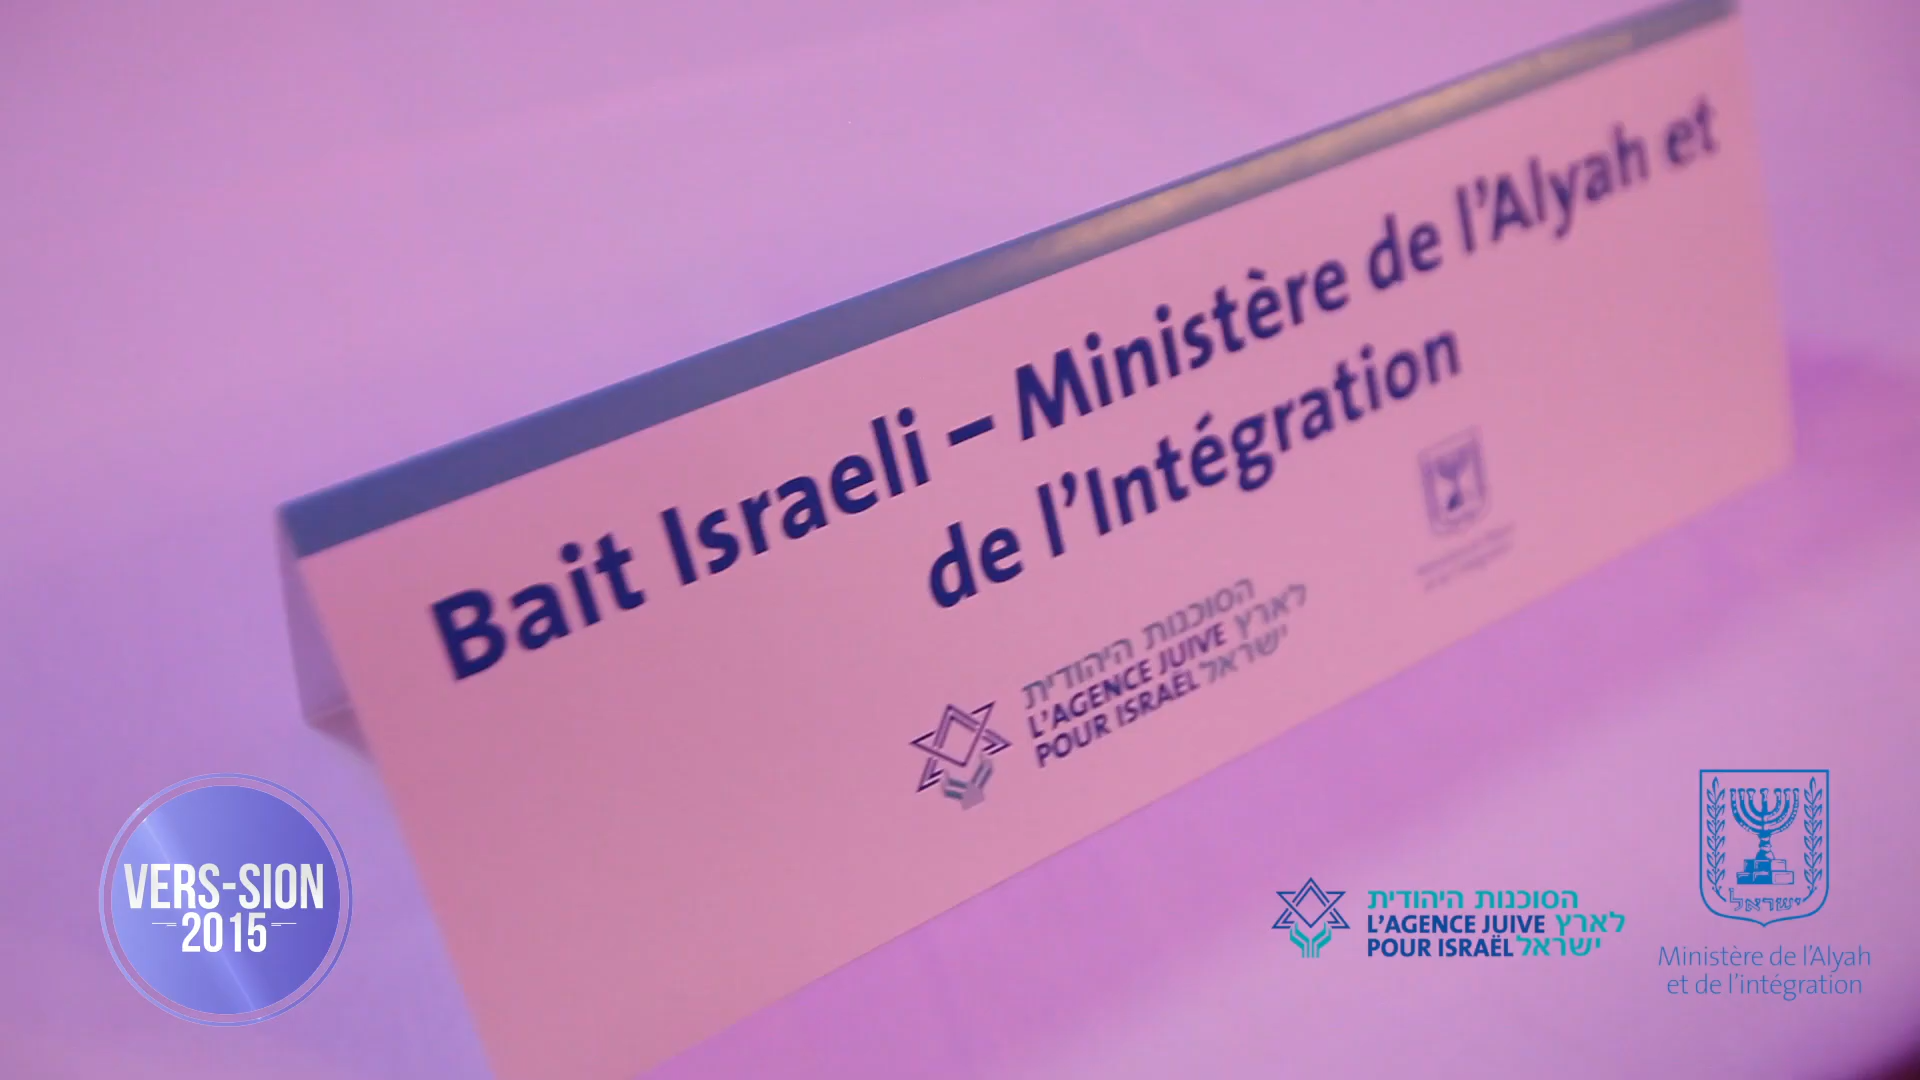 Bait Israeli – Ministère de l'Alyah et
de l'Intégration
הסוכנות היהודית
L'AGENCE JUIVE לארץ
POUR ISRAËL ישראל
VERS-SION
2015
הסוכנות היהודית
L'AGENCE JUIVE לארץ
POUR ISRAËL ישראל
ישראל
Ministère de l'Alyah
et de l'intégration